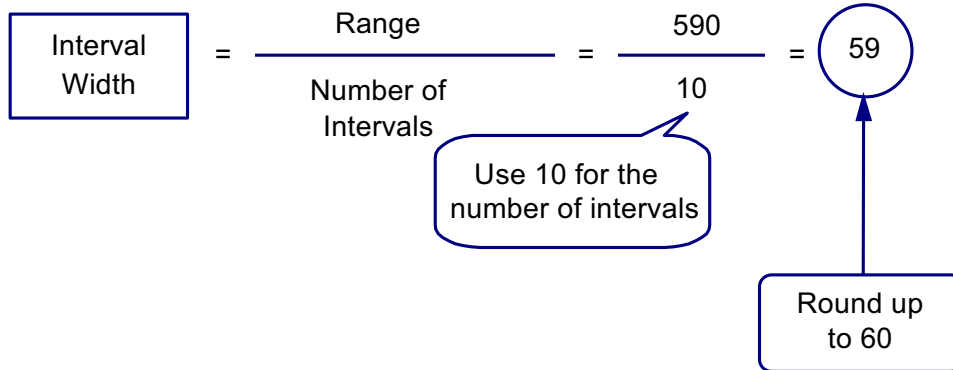 Interval
Width
=
Range
Number of
Intervals
=
590
10
=
59
Use 10 for the
number of intervals
Round up
to 60